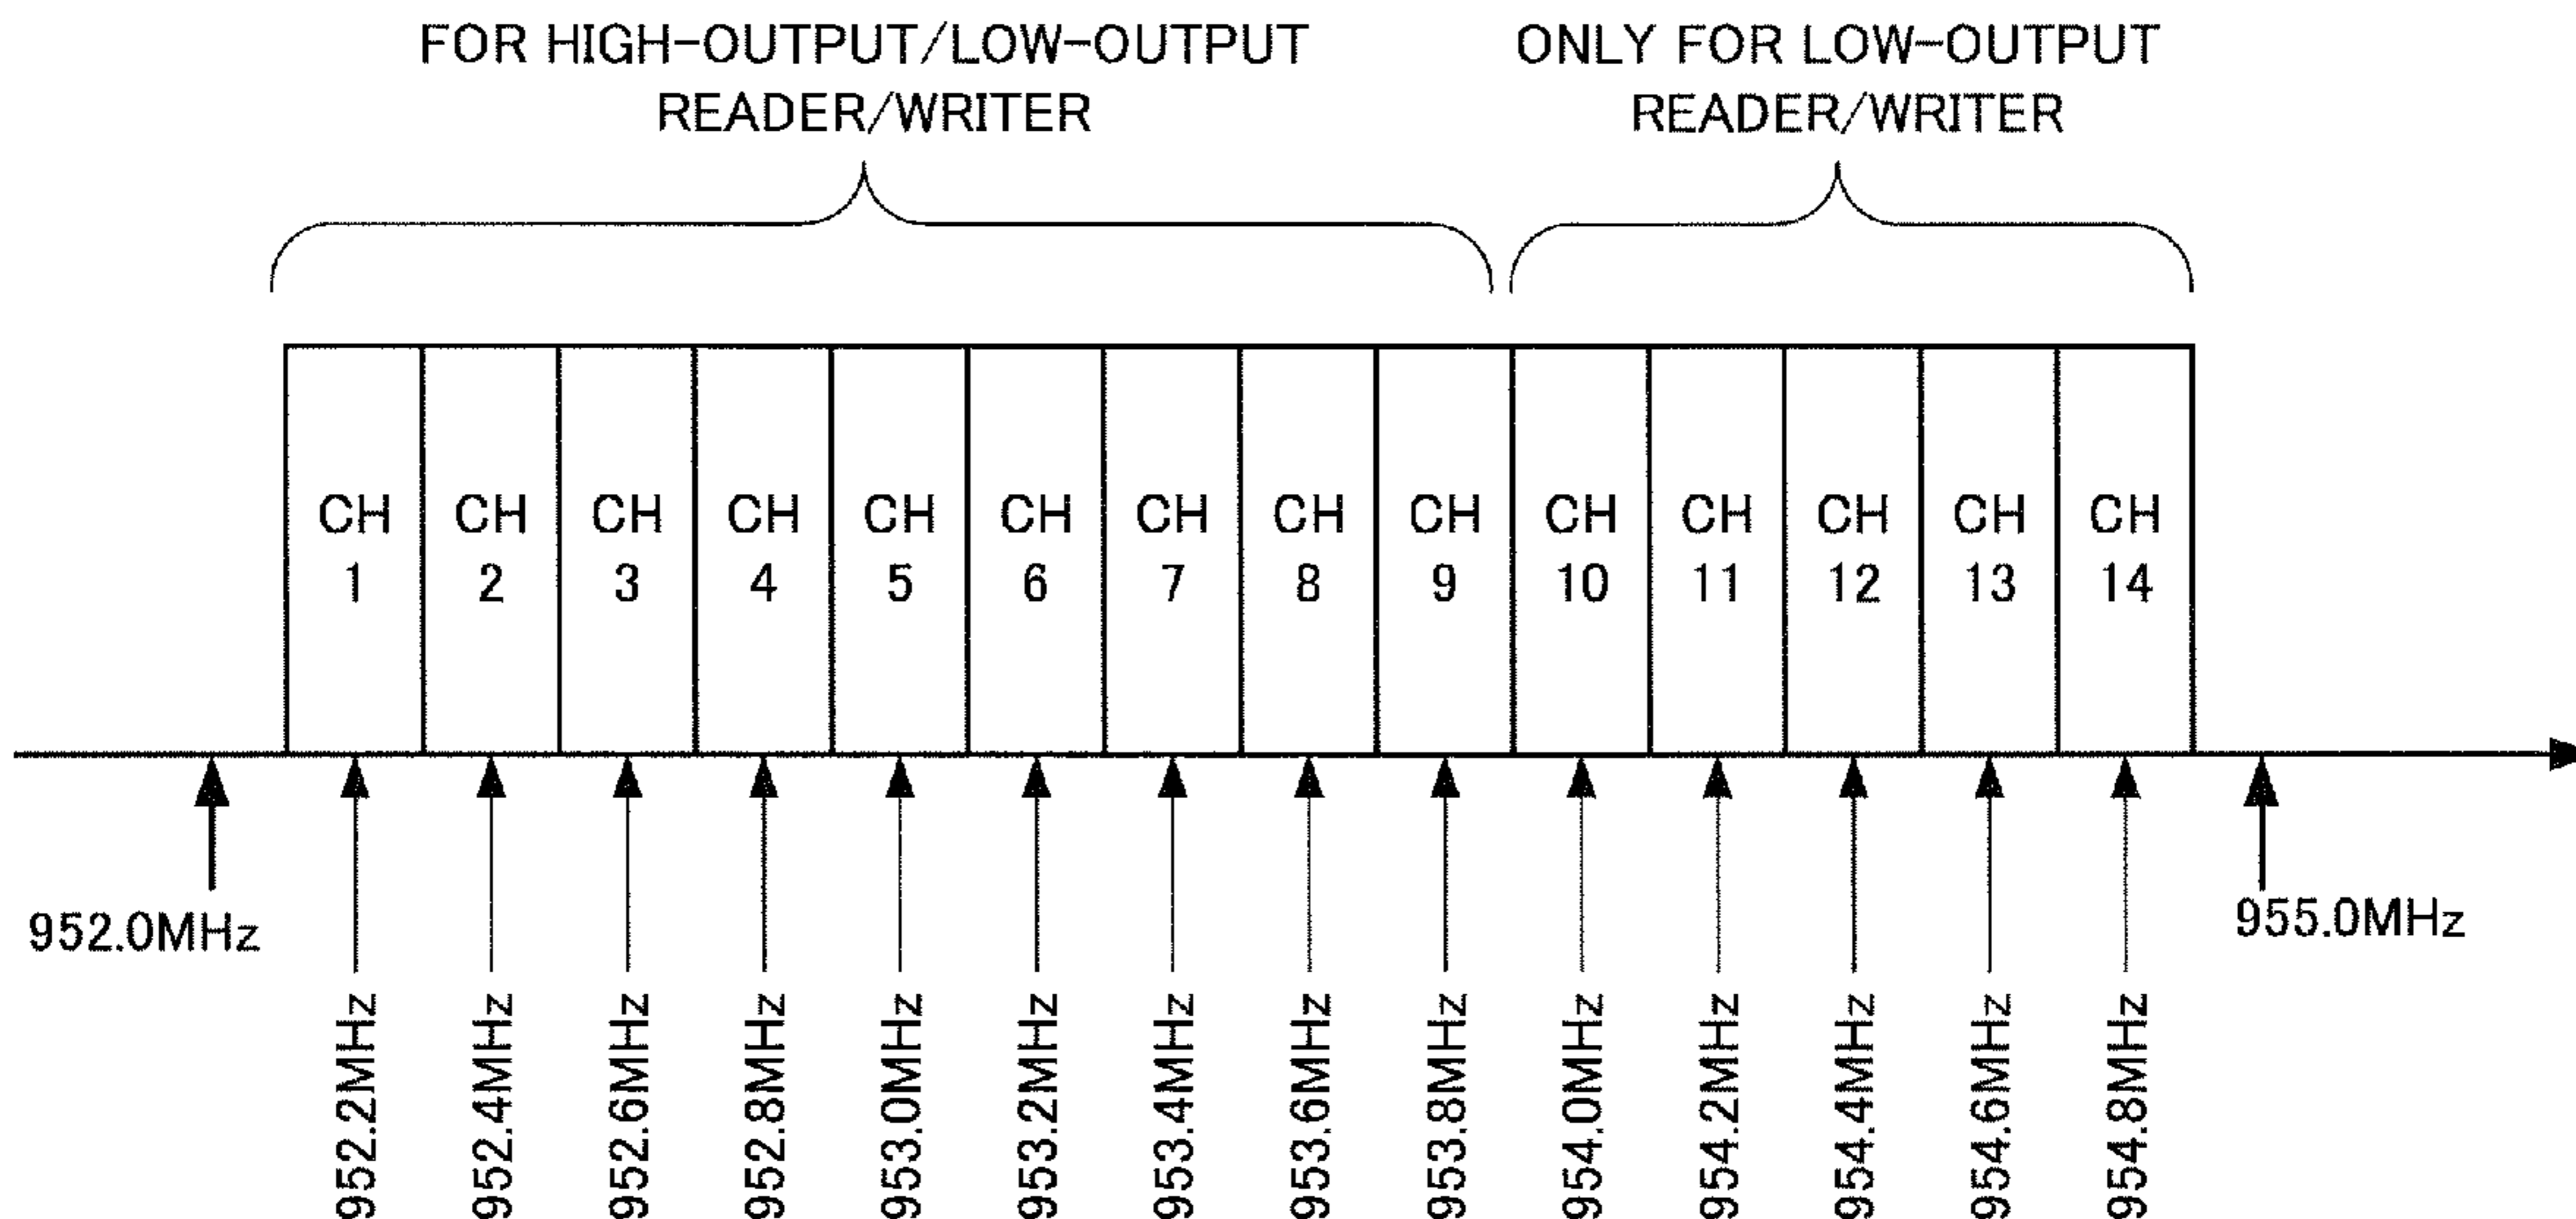 FOR HIGH-OUTPUT/LOW-OUTPUT
READER/WRITER
ONLY FOR LOW-OUTPUT
READER/WRITER
CH
1
CH
2
CH
3
CH
4
CH
5
CH
6
CH
7
CH
8
CH
9
CH
10
CH
11
CH
12
CH
13
CH
14
952.0MHz
955.0MHz
952.2MHz
952.4MHz
952.6MHz
952.8MHz
953.0MHz
953.2MHz
953.4MHz
953.6MHz
953.8MHz
954.0MHz
954.2MHz
954.4MHz
954.6MHz
954.8MHz